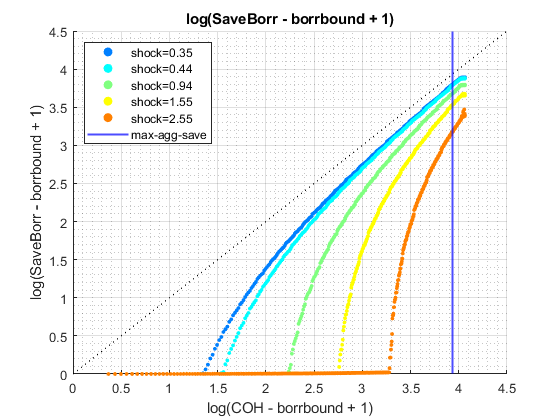 log(SaveBorr - borrbound + 1)
4.5
4
3.5
3
2.5
2
1.5
1
0.5
0
log(SaveBorr - borrbound + 1)
shock=0.35
shock=0.44
shock=0.94
shock=1.55
shock=2.55
max-agg-save
0 0.5 1 1.5 2 2.5 3 3.5 4 4.5
log(COH - borrbound + 1)